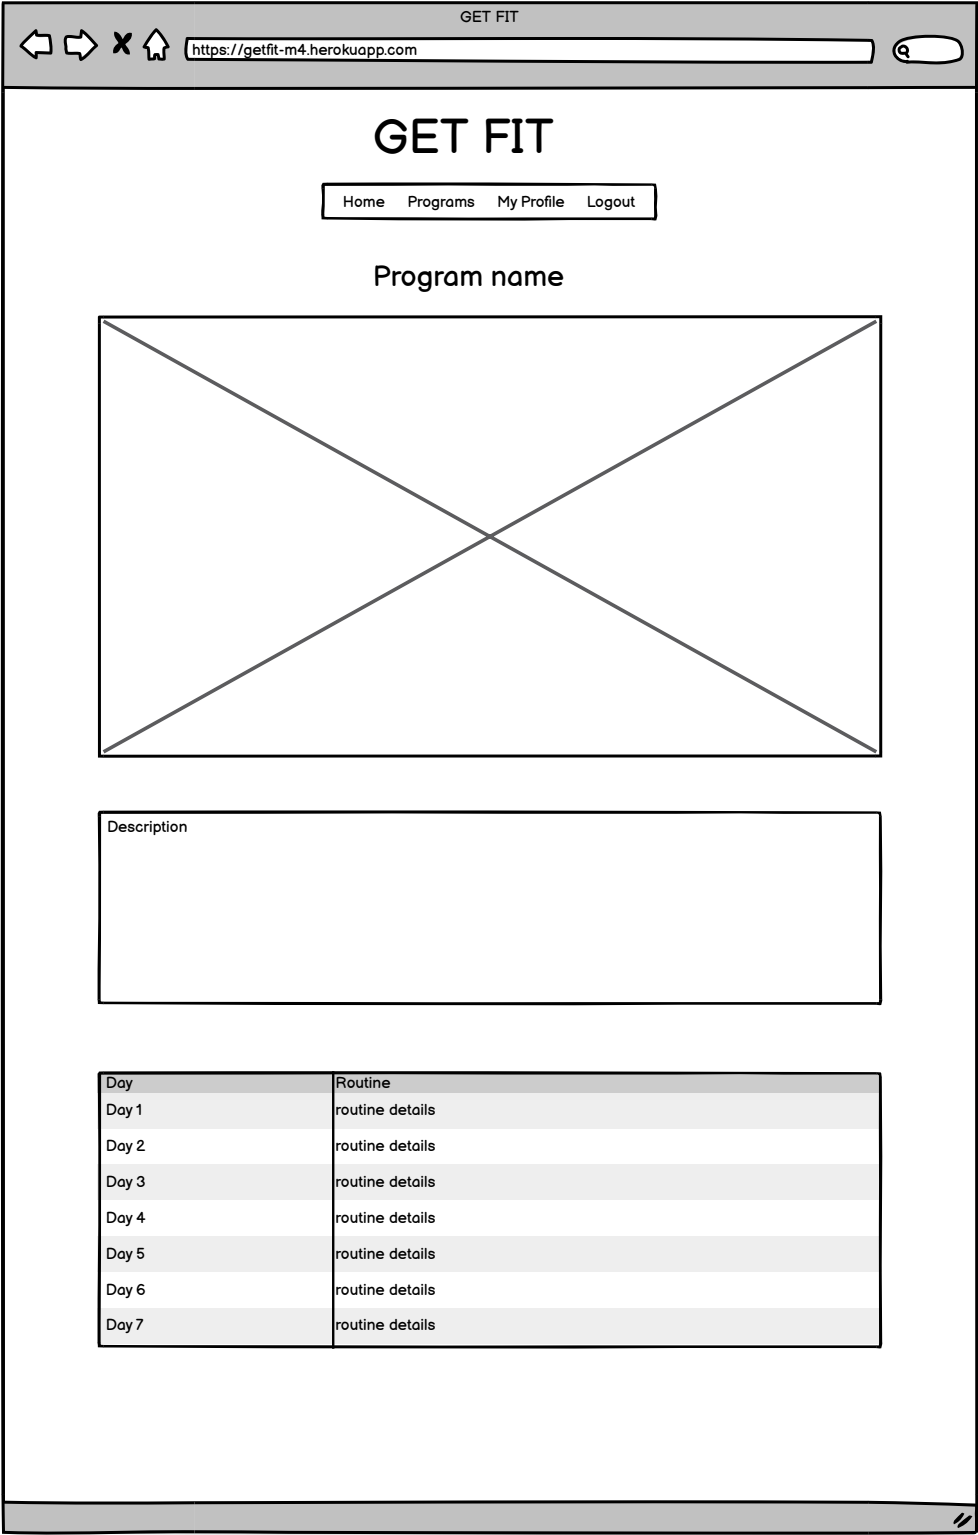 GET FIT
https://getfit-m4.herokuapp.com
GET FIT
Home Programs My Profile Logout
Program name
Description
Day Routine
Day 1 routine details
Day 2 routine details
Day 3 routine details
Day 4 routine details
Day 5 routine details
Day 6 routine details
Day 7 routine details